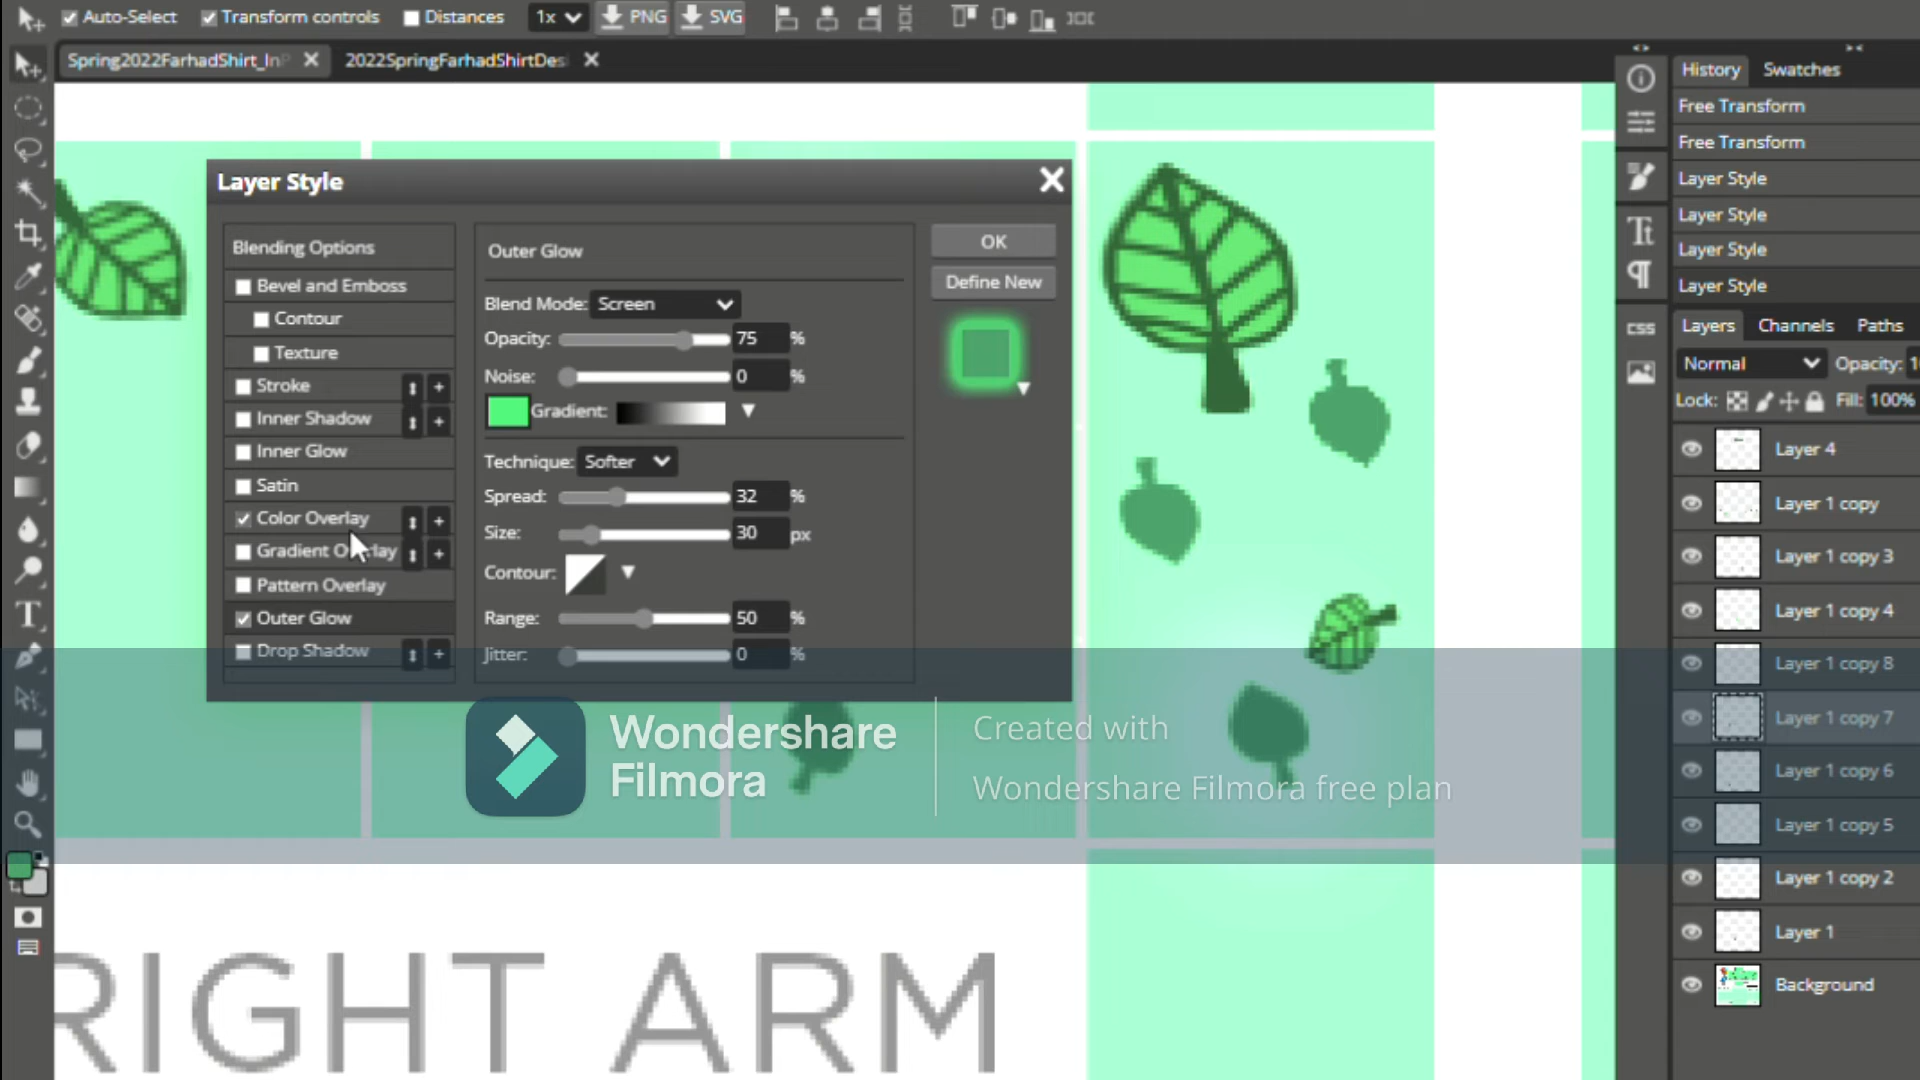 Auto-Select Transform controls Distances 1x PNG SVG
Spring2022FarhadShirt_InP 2022SpringFarhadShirtDes
Layer Style
Blending Options
Bevel and Emboss
Contour
Texture
Stroke
Inner Shadow
Inner Glow
Satin
Color Overlay
Gradient Overlay
Pattern Overlay
Outer Glow
Drop Shadow
Outer Glow
Blend Mode: Screen
Opacity: 75 %
Noise: 0 %
Gradient:
Technique: Softer
Spread: 32 %
Size: 30 px
Contour:
Range: 50 %
Jitter: 0 %
OK
Define New
Wondershare
Filmora
Created with
Wondershare Filmora free plan
RIGHT ARM
CSS
History Swatches
Free Transform
Free Transform
Layer Style
Layer Style
Layer Style
Layer Style
Layers Channels Paths
Normal Opacity: 1
Lock: Fill: 100%
Layer 4
Layer 1 copy
Layer 1 copy 3
Layer 1 copy 4
Layer 1 copy 8
Layer 1 copy 7
Layer 1 copy 6
Layer 1 copy 5
Layer 1 copy 2
Layer 1
Background